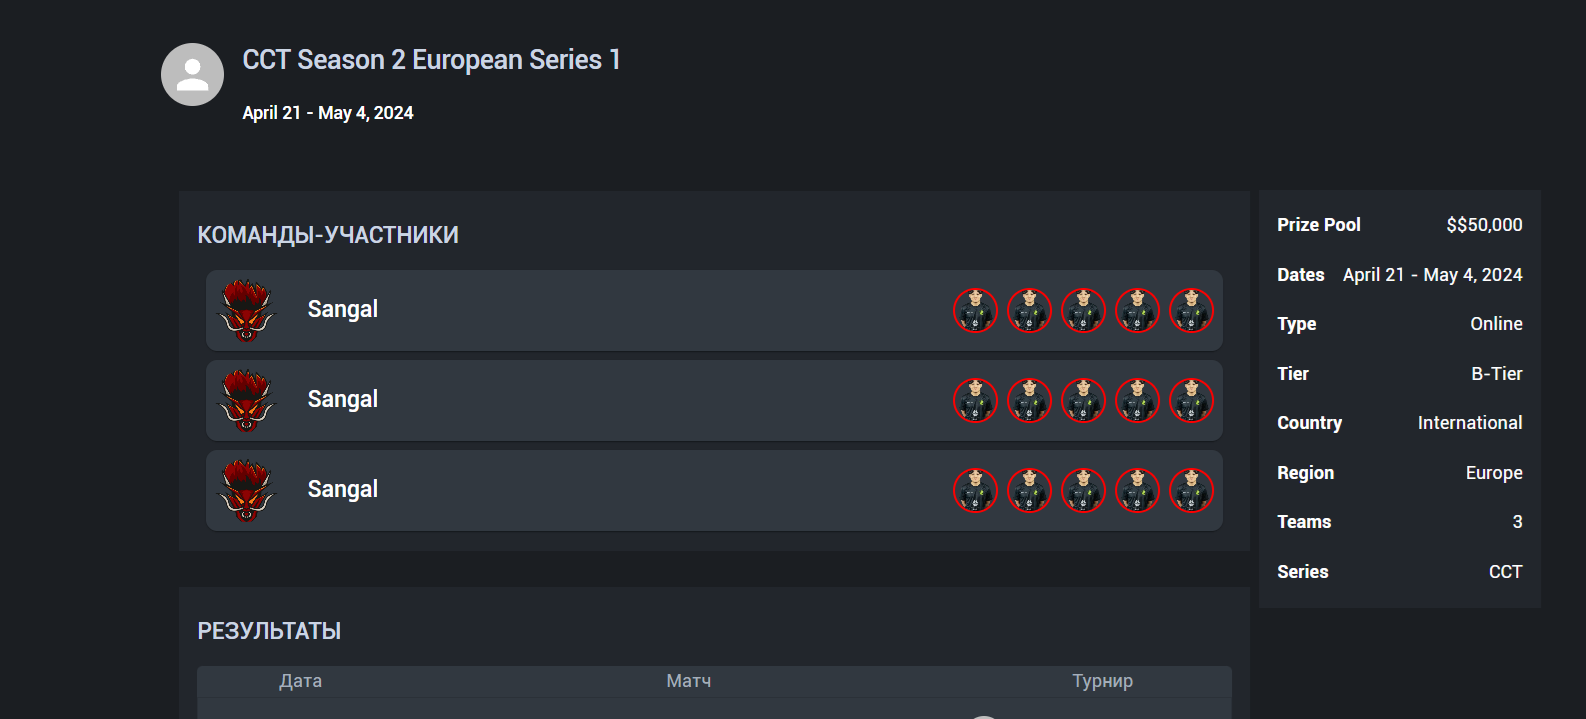 CCT Season 2 European Series 1
April 21 - May 4, 2024
КОМАНДЫ-УЧАСТНИКИ
Sangal
Sangal
Sangal
Prize Pool $$50,000
Dates April 21 - May 4, 2024
Type Online
Tier B-Tier
Country International
Region Europe
Teams 3
Series CCT
РЕЗУЛЬТАТЫ
Дата Матч Турнир